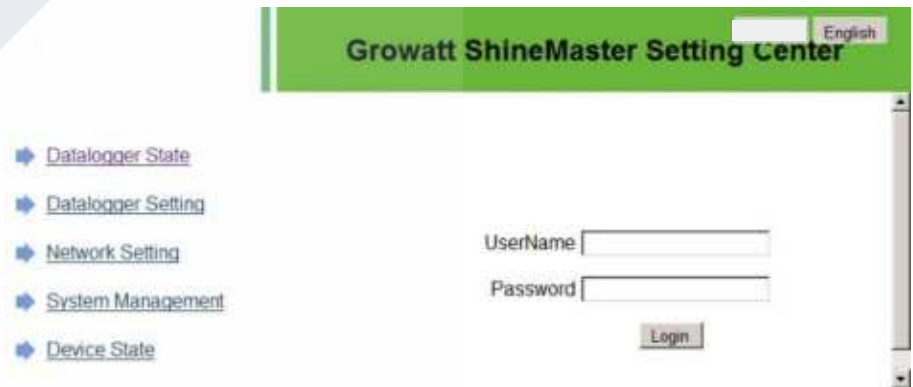 English
Growatt ShineMaster Setting Center
Datalogger State
Datalogger Setting
Network Setting
System Management
Device State
UserName
Password
Login